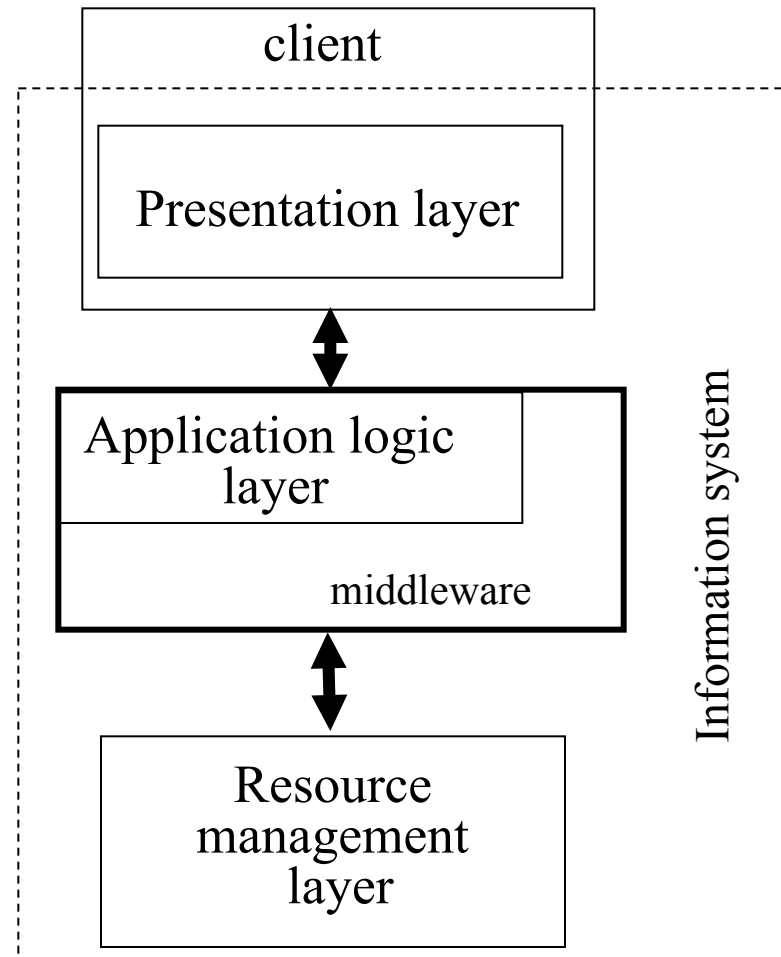 client
Presentation layer
Application logic
layer
middleware
Information system
Resource
management
layer